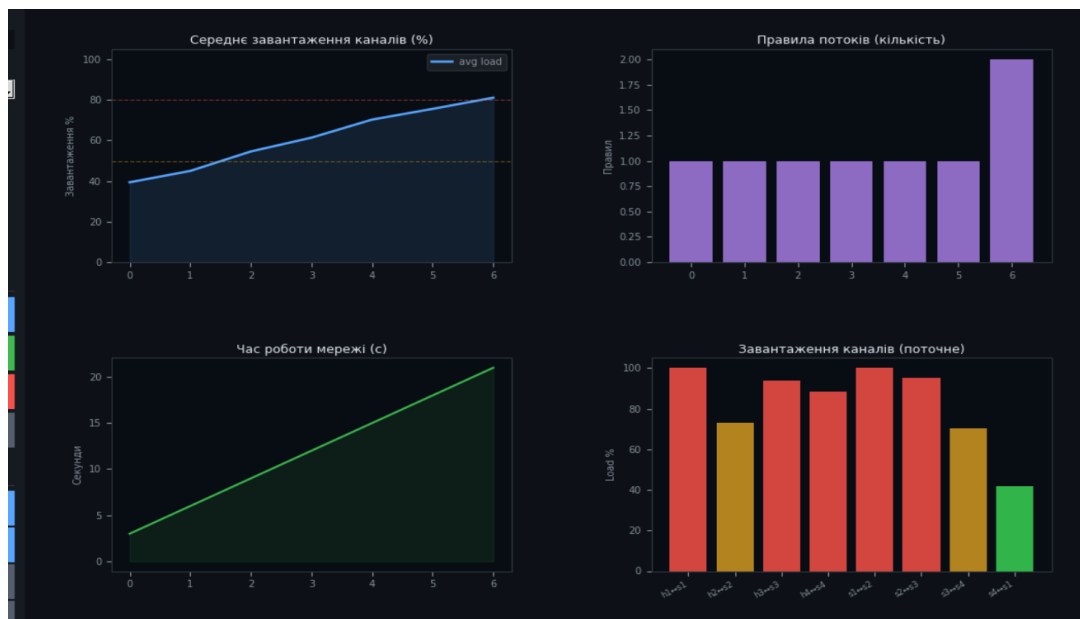 Середнє завантаження каналів (%)
avg load
Завантаження %
100
80
60
40
20
0
0 1 2 3 4 5 6
Правила потоків (кількість)
Правил
2.00
1.75
1.50
1.25
1.00
0.75
0.50
0.25
0.00
0 1 2 3 4 5 6
Час роботи мережі (с)
Секунди
20
15
10
5
0
0 1 2 3 4 5 6
Завантаження каналів (поточне)
Load %
100
80
60
40
20
0
h1↔s1 h2↔s2 h3↔s3 h4↔s4 s1↔s2 s2↔s3 s3↔s4 s4↔s1